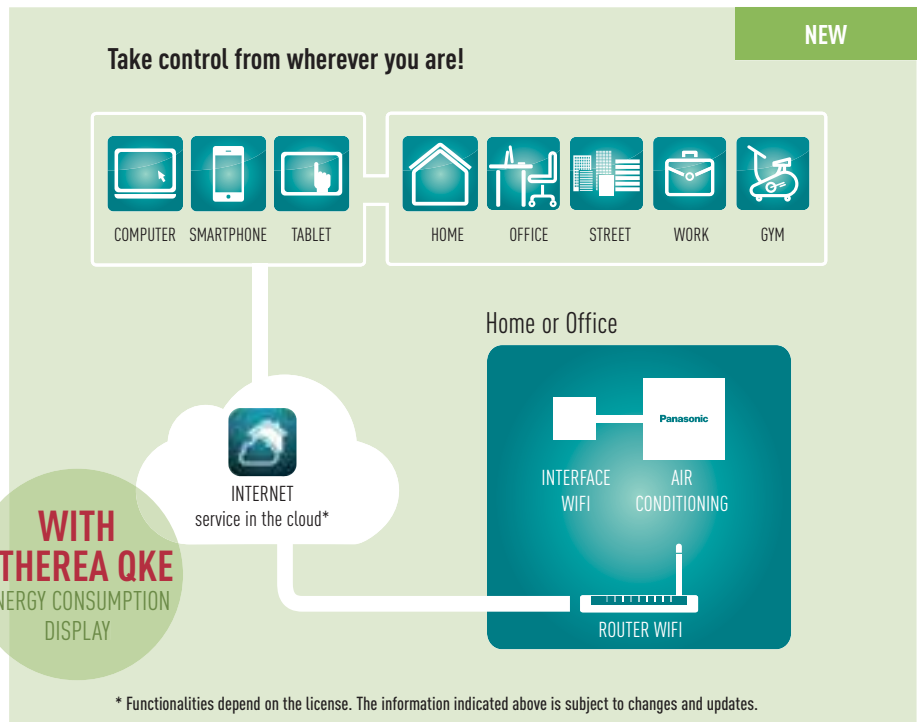 NEW
Take control from wherever you are!
COMPUTER SMARTPHONE TABLET
HOME OFFICE STREET WORK GYM
Home or Office
Panasonic
INTERFACE
WIFI
AIR
CONDITIONING
INTERNET
service in the cloud*
WITH
THEREA QKE
NERGY CONSUMPTION
DISPLAY
ROUTER WIFI
* Functionalities depend on the license. The information indicated above is subject to changes and updates.